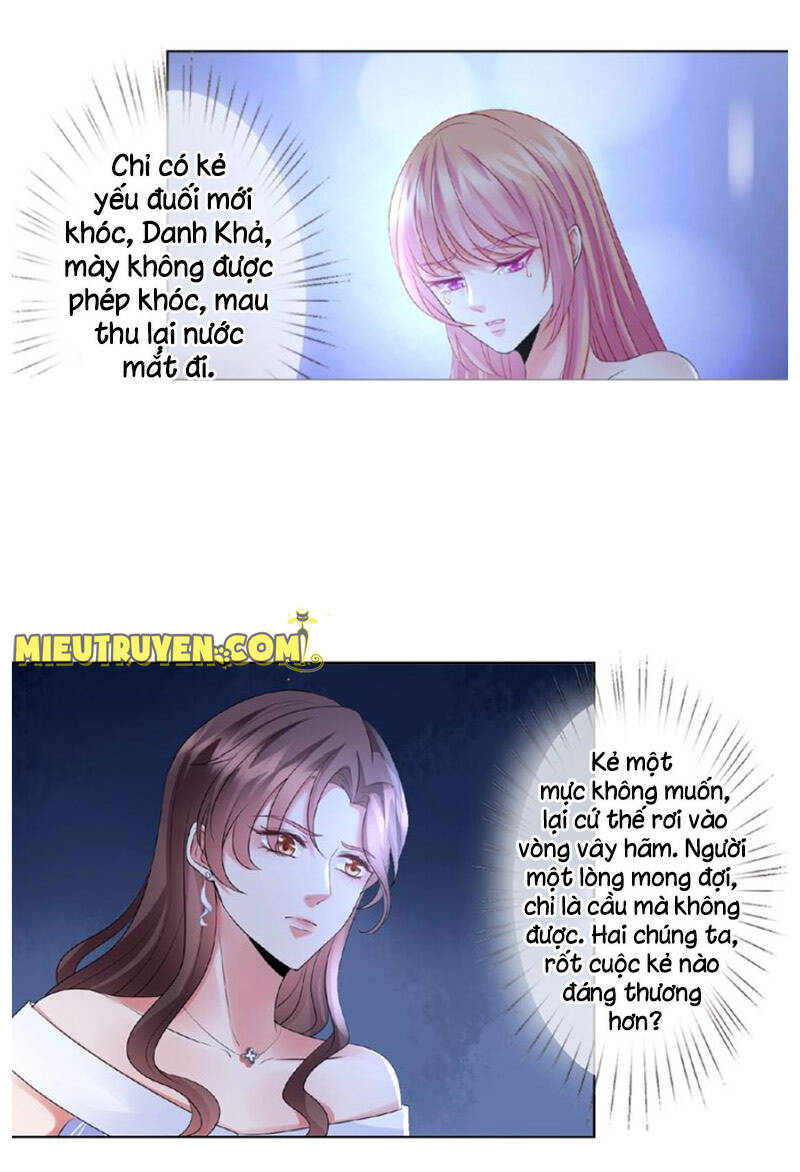 Chỉ có kẻ
yếu đuối mới
khóc, Danh Khả,
mày không được
phép khóc, mau
thu lại nước
mắt đi.
MIEUTRUYEN.COM
Kẻ một
mực không muốn,
lại cứ thế rơi vào
vòng vây hãm. Người
một lòng mong đợi,
chỉ là cầu mà không
được. Hai chúng ta,
rốt cuộc kẻ nào
đáng thương
hơn?